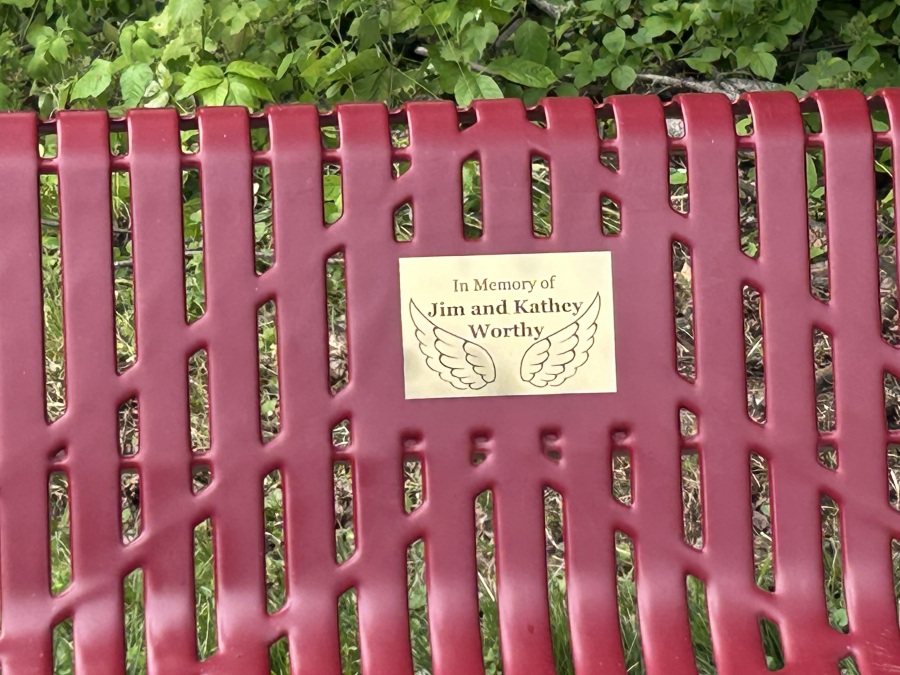 In Memory of
Jim and Kathey
Worthy